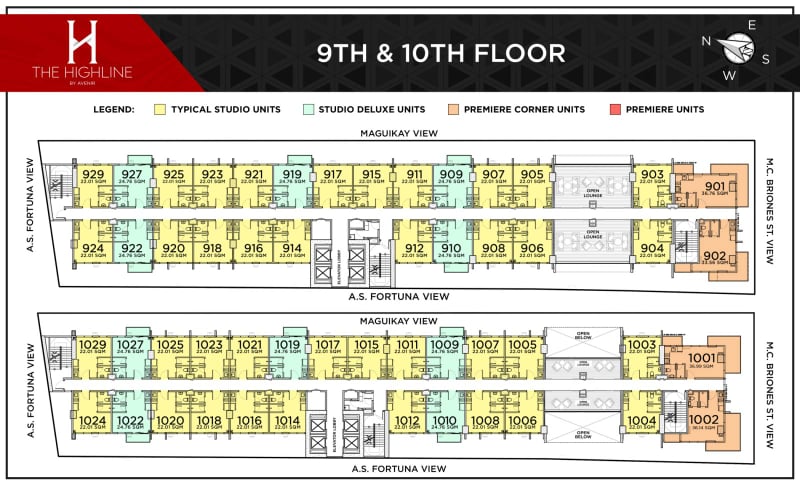 THE HIGHLINE
BY AVENIR
9TH & 10TH FLOOR
N E S W
LEGEND: TYPICAL STUDIO UNITS STUDIO DELUXE UNITS PREMIERE CORNER UNITS PREMIERE UNITS
MAGUIKAY VIEW
A.S. FORTUNA VIEW
929 927 925 923 921 919 917 915 911 909 907 905 903 901
22.01 SQM 24.76 SQM 22.01 SQM 22.01 SQM 22.01 SQM 24.76 SQM 22.01 SQM 22.01 SQM 22.01 SQM 24.76 SQM 22.01 SQM 22.01 SQM 22.01 SQM 36.76 SQM
OPEN
LOUNGE
OPEN
LOUNGE
924 922 920 918 916 914 912 910 908 906 904 902
22.01 SQM 24.76 SQM 22.01 SQM 22.01 SQM 22.01 SQM 22.01 SQM 22.01 SQM 24.76 SQM 22.01 SQM 22.01 SQM 22.01 SQM 33.56 SQM
ELEVATOR LOBBY
M.C. BRIONES ST. VIEW
A.S. FORTUNA VIEW
MAGUIKAY VIEW
A.S. FORTUNA VIEW
1029 1027 1025 1023 1021 1019 1017 1015 1011 1009 1007 1005 1003 1001
22.01 SQM 24.76 SQM 22.01 SQM 22.01 SQM 22.01 SQM 24.76 SQM 22.01 SQM 22.01 SQM 22.01 SQM 24.76 SQM 22.01 SQM 22.01 SQM 22.01 SQM 36.99 SQM
OPEN
BELOW
OPEN
BELOW
1024 1022 1020 1018 1016 1014 1012 1010 1008 1006 1004 1002
22.01 SQM 24.76 SQM 22.01 SQM 22.01 SQM 22.01 SQM 22.01 SQM 22.01 SQM 24.76 SQM 22.01 SQM 22.01 SQM 22.01 SQM 36.14 SQM
ELEVATOR LOBBY
M.C. BRIONES ST. VIEW
A.S. FORTUNA VIEW